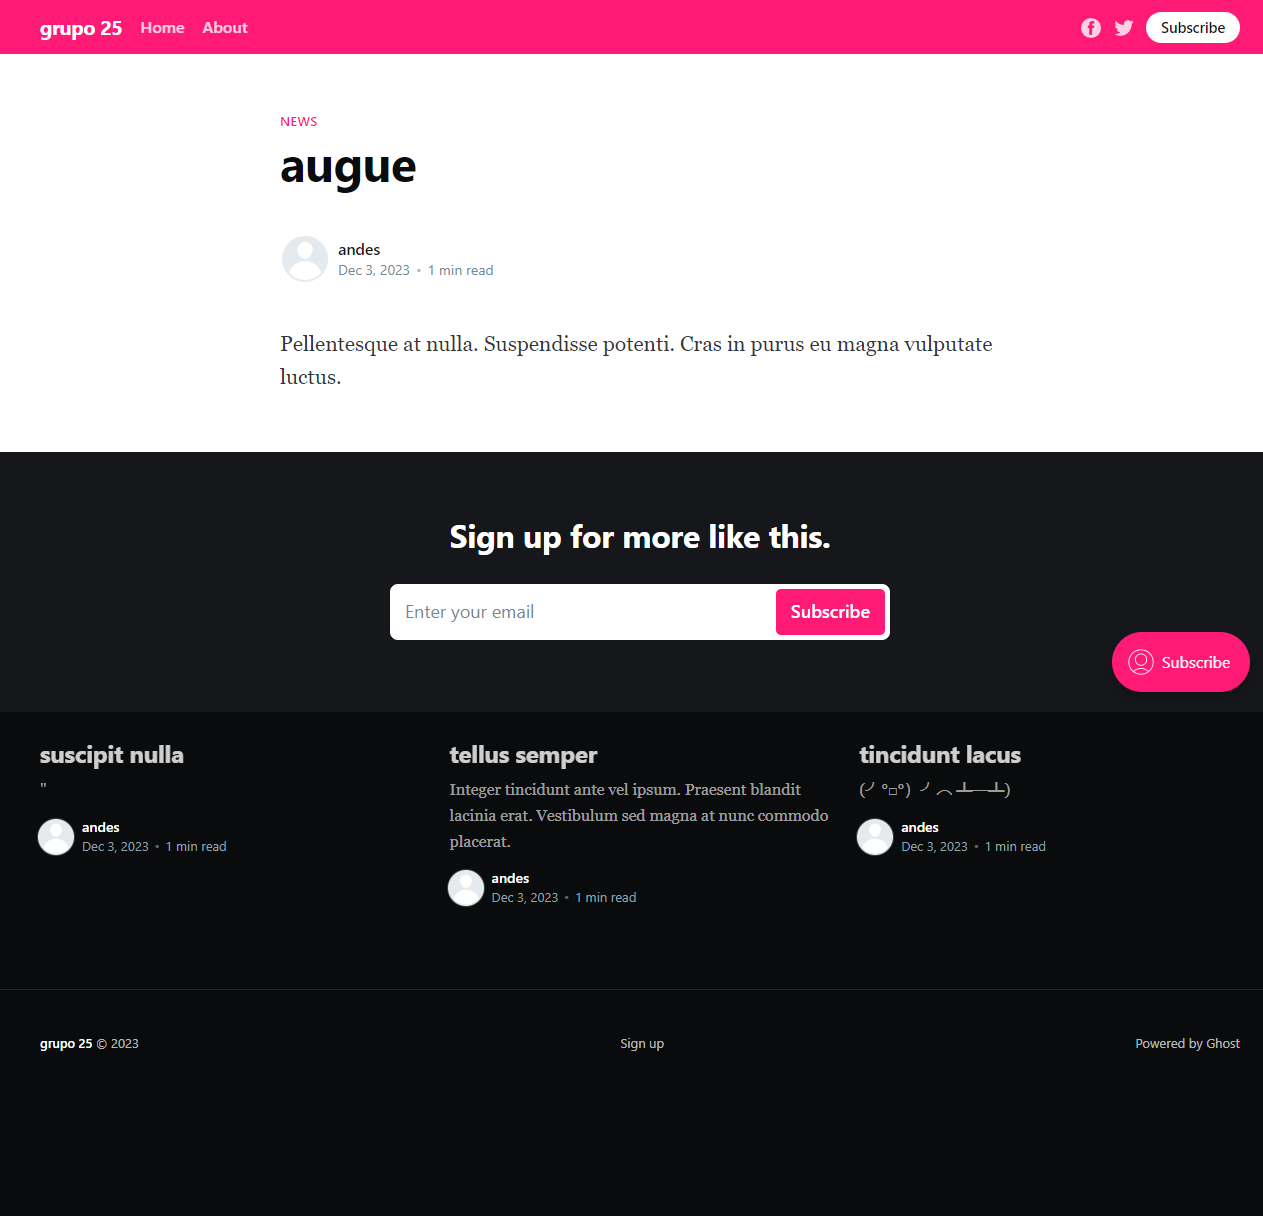 grupo 25 Home About Subscribe
NEWS
augue
andes
Dec 3, 2023 • 1 min read
Pellentesque at nulla. Suspendisse potenti. Cras in purus eu magna vulputate
luctus.
Sign up for more like this.
Enter your email Subscribe
Subscribe
suscipit nulla
"
andes
Dec 3, 2023 • 1 min read
tellus semper
Integer tincidunt ante vel ipsum. Praesent blandit
lacinia erat. Vestibulum sed magna at nunc commodo
placerat.
andes
Dec 3, 2023 • 1 min read
tincidunt lacus
(╯°□°)╯︵ ┻━┻)
andes
Dec 3, 2023 • 1 min read
grupo 25 © 2023 Sign up Powered by Ghost